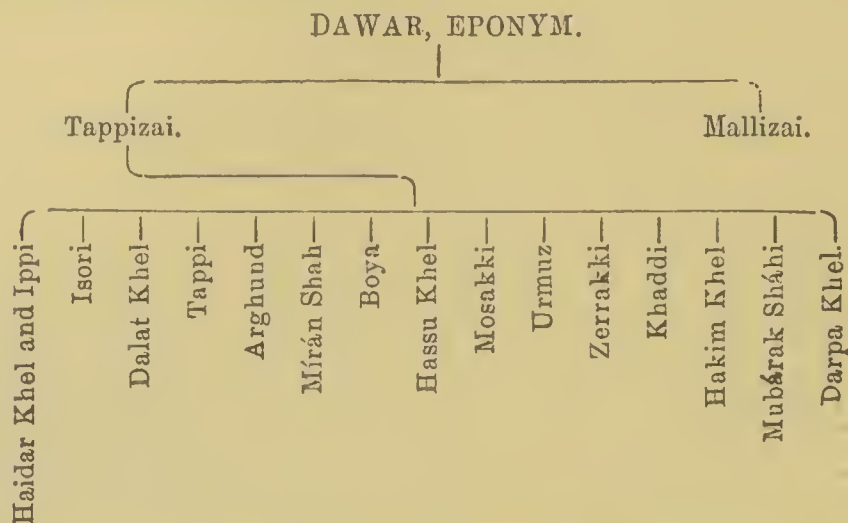 DAWAR, EPONYM.
Tappizai.
Mallizai.
Haidar Khel and Ippi
Isori
Dalat Khel
Tappi
Arghund
Mírán Shah
Boya
Hassu Khel
Mosakki
Urmuz
Zerrakki
Khaddi
Hakim Khel
Mubárak Sháhi
Darpa Khel.